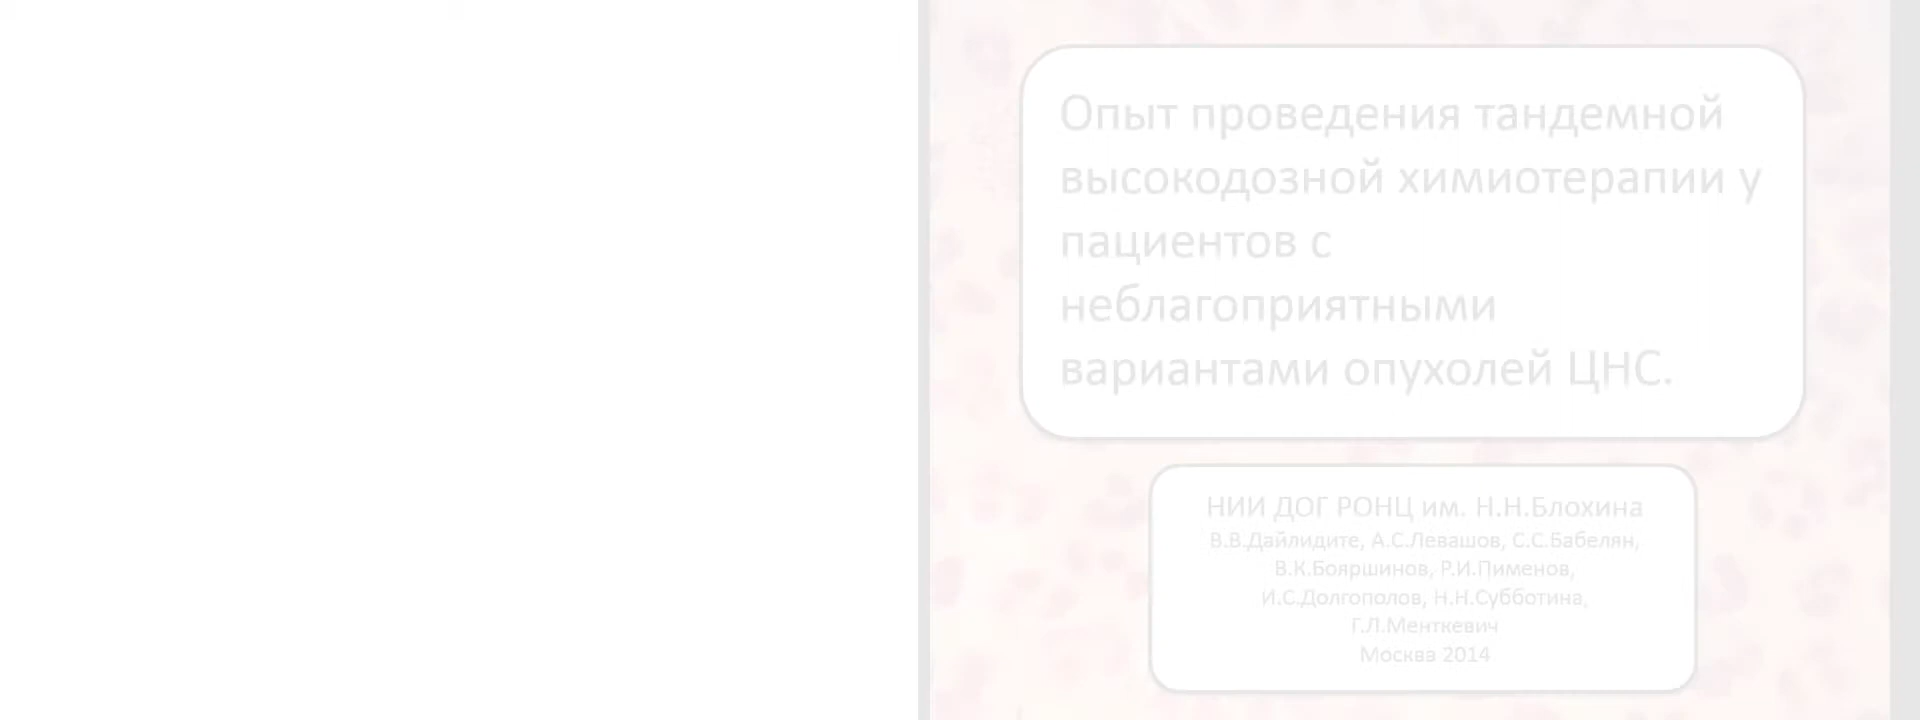 Опыт проведения тандемной
высокодозной химиотерапии у
пациентов с
неблагоприятными
вариантами опухолей ЦНС.
НИИ ДОГ РОНЦ им. Н.Н.Блохина
В.В.Дайлидите, А.С.Левашов, С.С.Бабелян,
В.К.Бояршинов, Р.И.Пименов,
И.С.Долгополов, Н.Н.Субботина,
Г.Л.Менткевич
Москва 2014